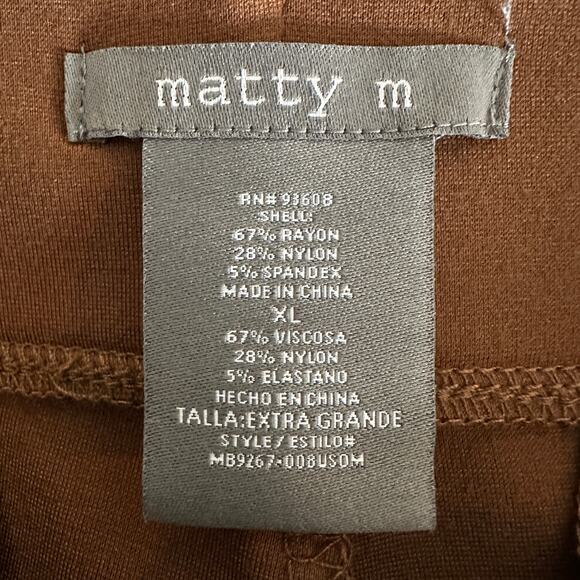 matty m
RN# 93608
SHELL:
67% RAYON
28% NYLON
5% SPANDEX
MADE IN CHINA
XL
67% VISCOSA
28% NYLON
5% ELASTANO
HECHO EN CHINA
TALLA:EXTRA GRANDE
STYLE / ESTILO#
MB9267-008USOM